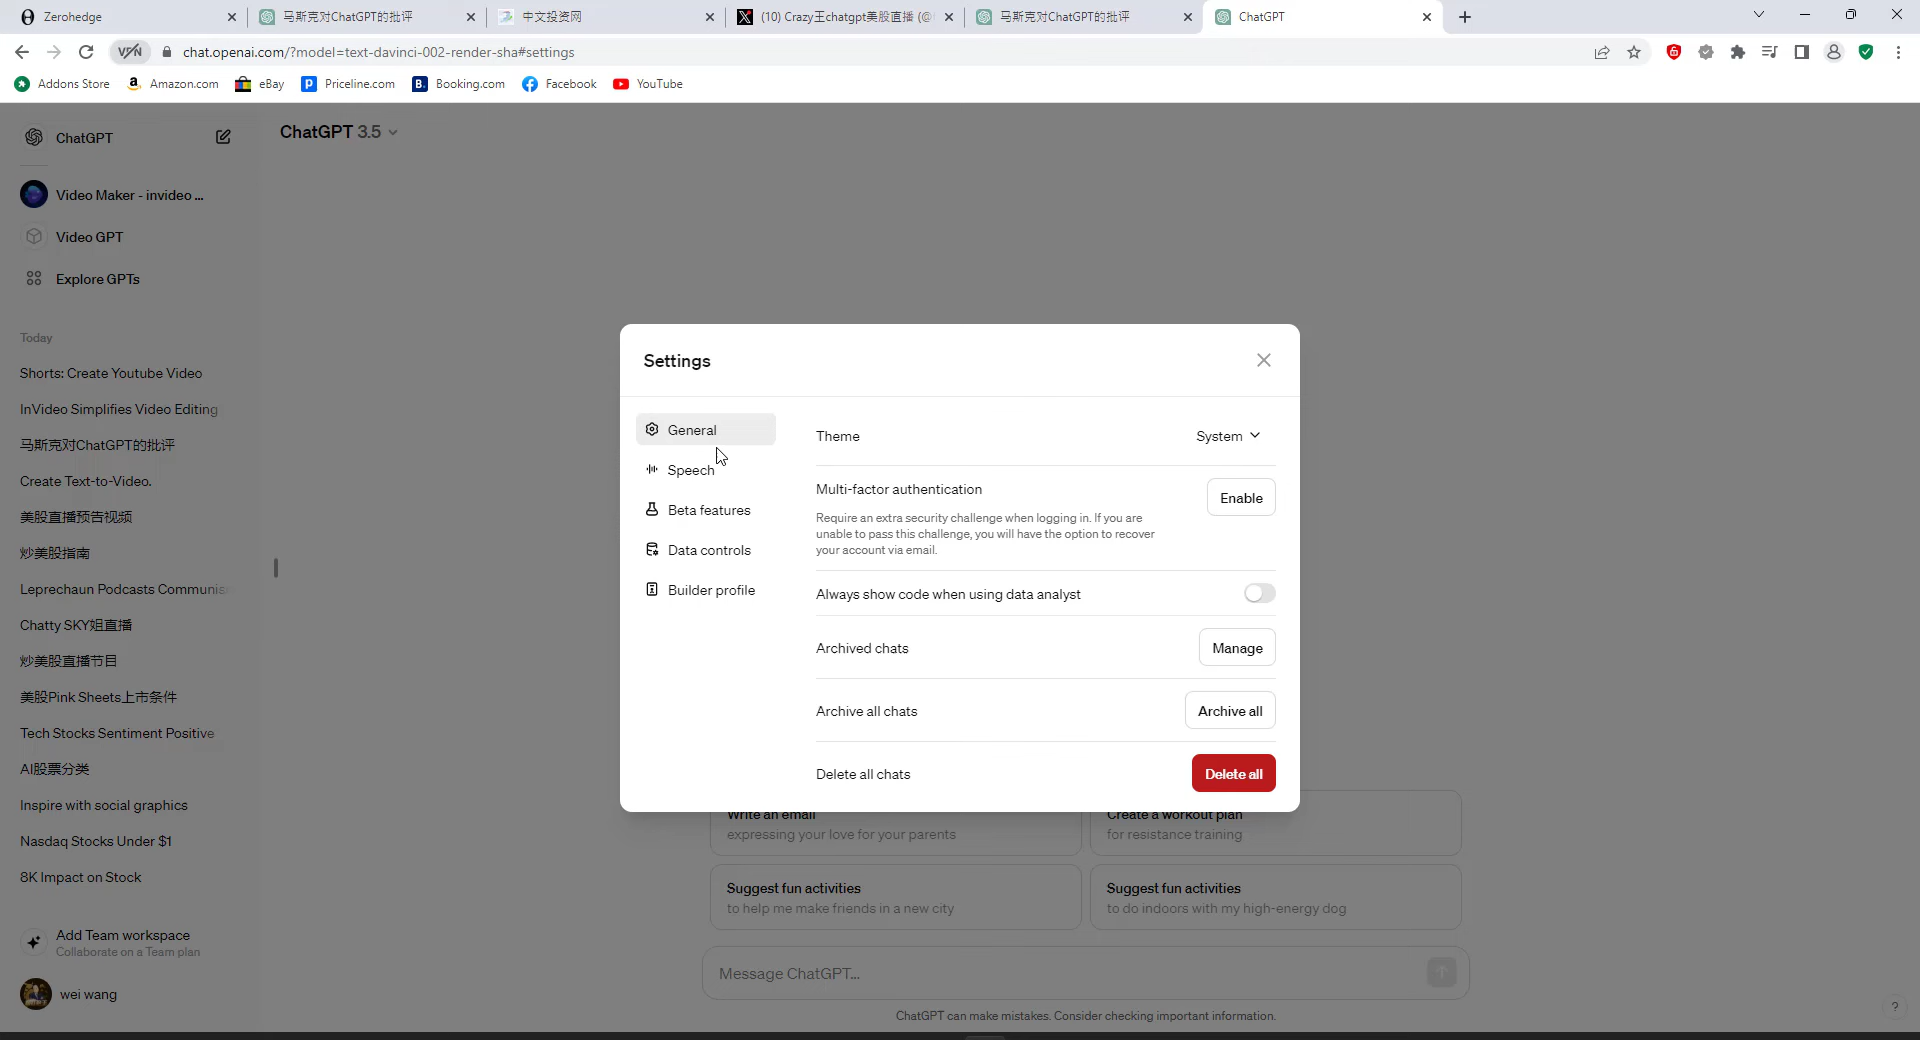 Zerohedge
马斯克对ChatGPT的批评
中文投资网
(10) Crazy王chatgpt美股直播 (@
马斯克对ChatGPT的批评
ChatGPT
VPN
chat.openai.com/?model=text-davinci-002-render-sha#settings
Addons Store
Amazon.com
eBay
Priceline.com
Booking.com
Facebook
YouTube
ChatGPT
ChatGPT 3.5
Video Maker - invideo ...
Video GPT
Explore GPTs
Today
Shorts: Create Youtube Video
InVideo Simplifies Video Editing
马斯克对ChatGPT的批评
Create Text-to-Video.
美股直播预告视频
炒美股指南
Leprechaun Podcasts Communis
Chatty SKY姐直播
炒美股直播节目
美股Pink Sheets上市条件
Tech Stocks Sentiment Positive
AI股票分类
Inspire with social graphics
Nasdaq Stocks Under $1
8K Impact on Stock
Add Team workspace
Collaborate on a Team plan
wei wang
Settings
General
Speech
Beta features
Data controls
Builder profile
Theme
System
Multi-factor authentication
Enable
Require an extra security challenge when logging in. If you are
unable to pass this challenge, you will have the option to recover
your account via email.
Always show code when using data analyst
Archived chats
Manage
Archive all chats
Archive all
Delete all chats
Delete all
Write an email
expressing your love for your parents
Create a workout plan
for resistance training
Suggest fun activities
to help me make friends in a new city
Suggest fun activities
to do indoors with my high-energy dog
Message ChatGPT...
ChatGPT can make mistakes. Consider checking important information.
?